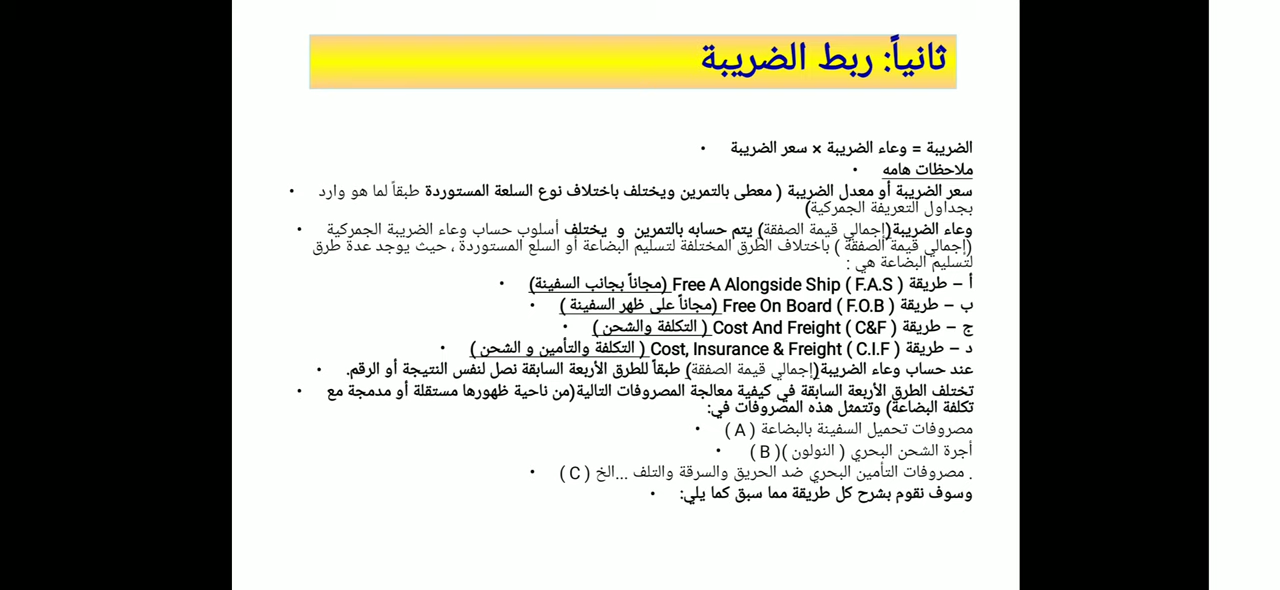 ثانياً: ربط الضريبة
• الضريبة = وعاء الضريبة × سعر الضريبة
• ملاحظات هامه
• سعر الضريبة أو معدل الضريبة ( معطى بالتمرين ويختلف باختلاف نوع السلعة المستوردة طبقاً لما هو وارد
بجداول التعريفة الجمركية)
• وعاء الضريبة(إجمالي قيمة الصفقة) يتم حسابه بالتمرين و يختلف أسلوب حساب وعاء الضريبة الجمركية
(إجمالي قيمة الصفقة ) باختلاف الطرق المختلفة لتسليم البضاعة أو السلع المستوردة ، حيث يوجد عدة طرق
لتسليم البضاعة هي :
• أ – طريقة Free A Alongside Ship ( F.A.S ) (مجاناً بجانب السفينة)
• ب – طريقة Free On Board ( F.O.B ) (مجاناً على ظهر السفينة )
• ج – طريقة Cost And Freight ( C&F ) ( التكلفة والشحن )
• د – طريقة Cost, Insurance & Freight ( C.I.F ) ( التكلفة والتأمين و الشحن )
• عند حساب وعاء الضريبة(إجمالي قيمة الصفقة) طبقاً للطرق الأربعة السابقة نصل لنفس النتيجة أو الرقم.
• تختلف الطرق الأربعة السابقة في كيفية معالجة المصروفات التالية(من ناحية ظهورها مستقلة أو مدمجة مع
تكلفة البضاعة) وتتمثل هذه المصروفات في:
• مصروفات تحميل السفينة بالبضاعة ( A )
• أجرة الشحن البحري ( النولون )( B )
• . مصروفات التأمين البحري ضد الحريق والسرقة والتلف ...الخ ( C )
• وسوف نقوم بشرح كل طريقة مما سبق كما يلي: